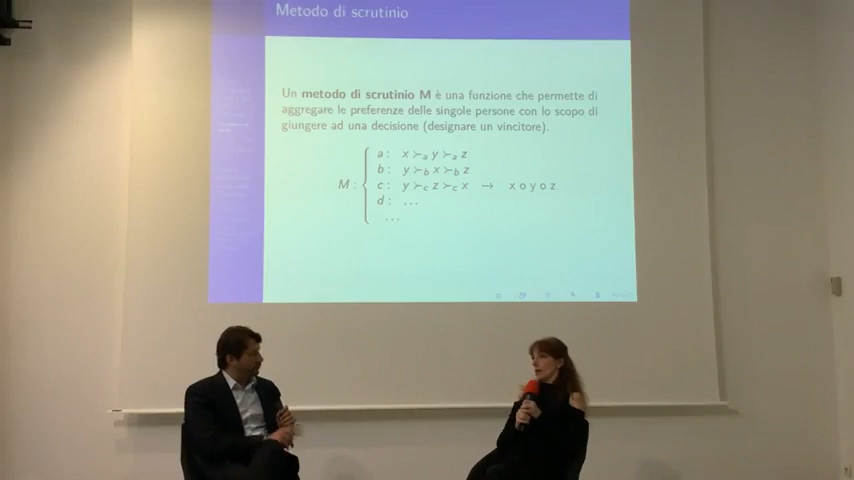 Metodo di scrutinio
Un metodo di scrutinio M è una funzione che permette di
aggregare le preferenze delle singole persone con lo scopo di
giungere ad una decisione (designare un vincitore).
a : x ≻a y ≻a z
b : y ≻b x ≻b z
M : { c : y ≻c z ≻c x → x o y o z
d : ...
...